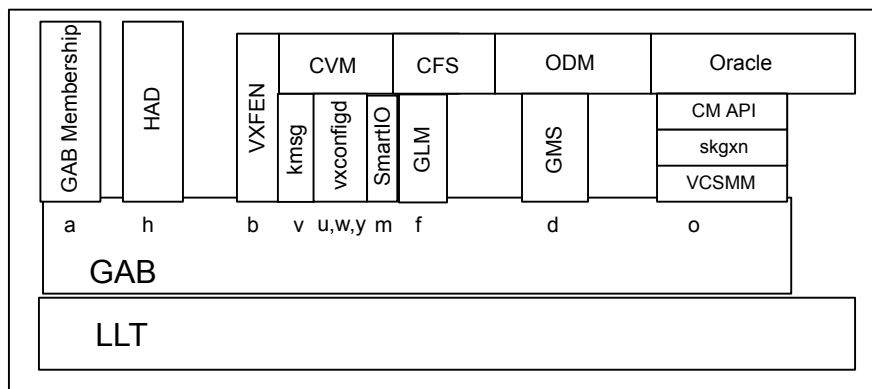 GAB Membership
HAD
VXFEN
CVM
CFS
ODM
Oracle
kmsg
vxconfigd
SmartIO
GLM
GMS
CM API
skgxn
VCSMM
a h b v u,w,y m f d o
GAB
LLT